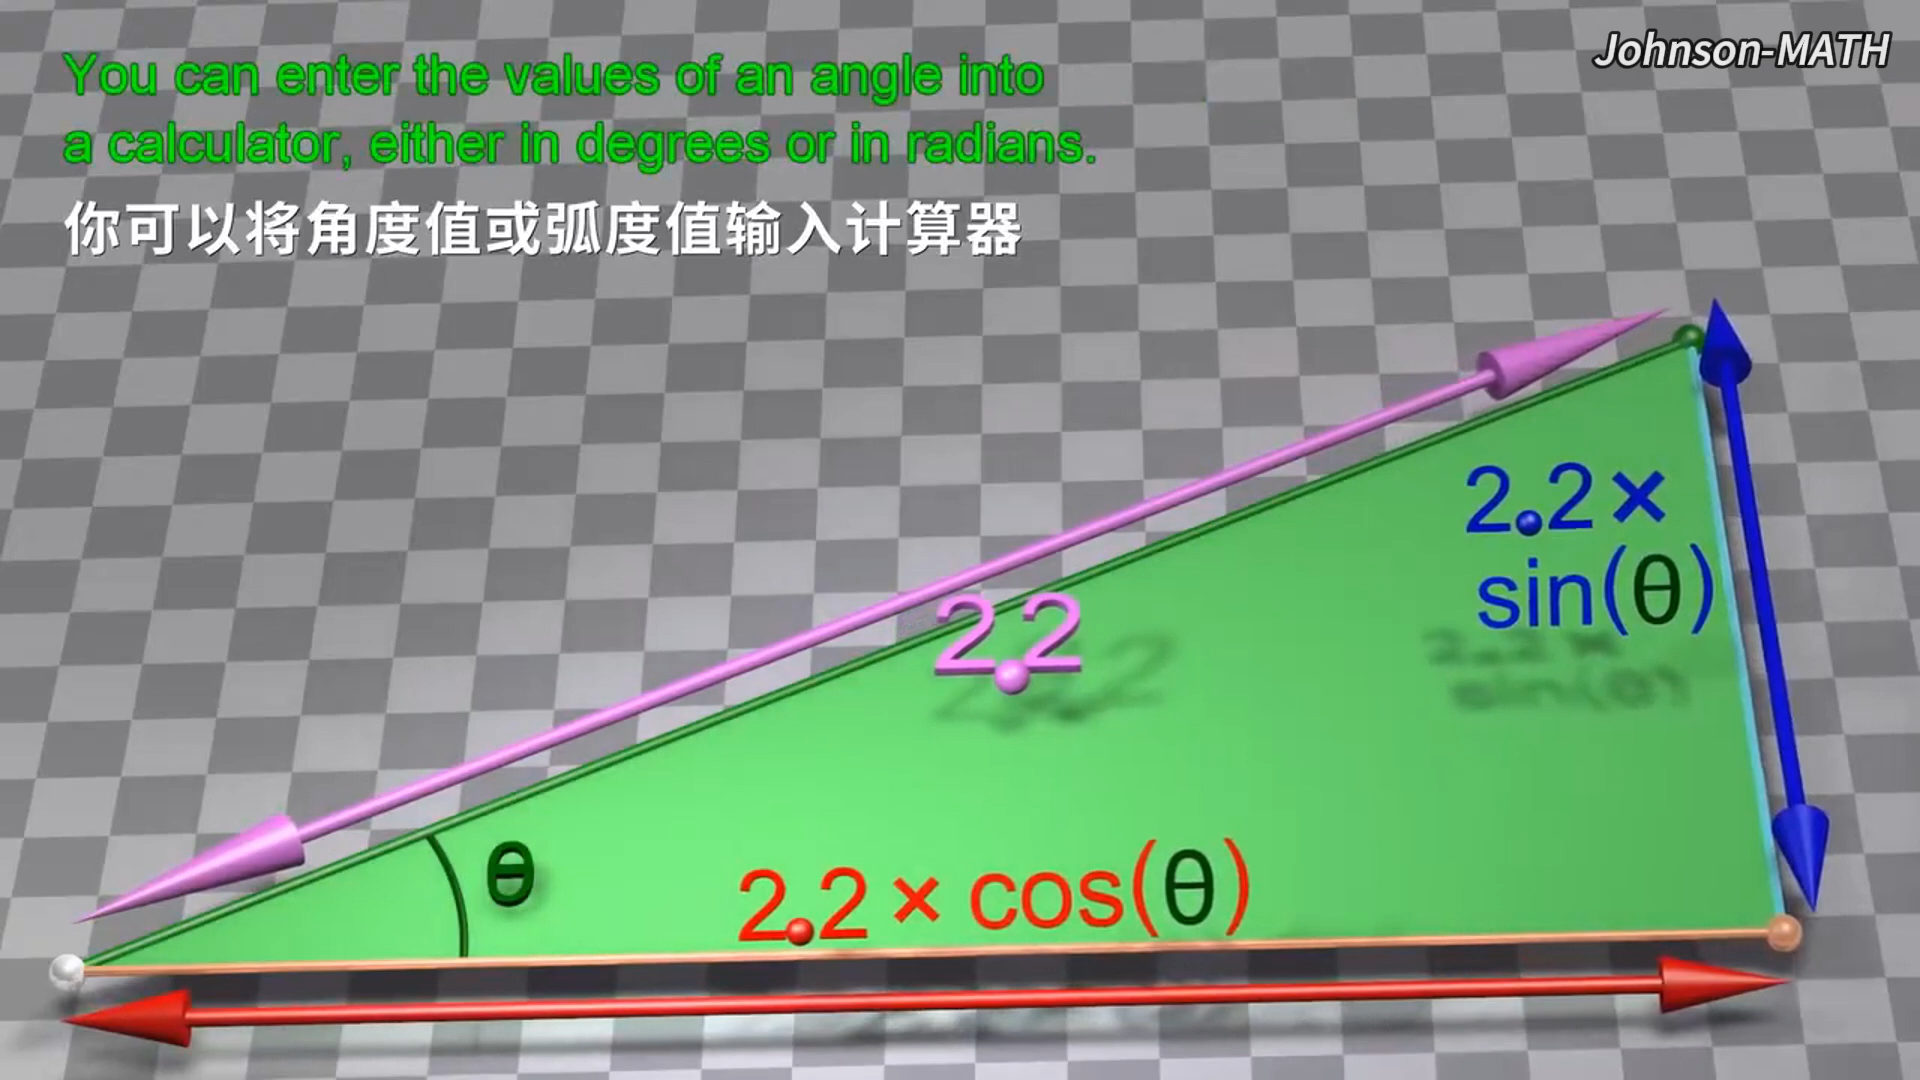 Johnson-MATH
You can enter the values of an angle into
a calculator, either in degrees or in radians.
你可以将角度值或弧度值输入计算器
2.2×
sin(θ)
2.2
θ
2.2 × cos(θ)